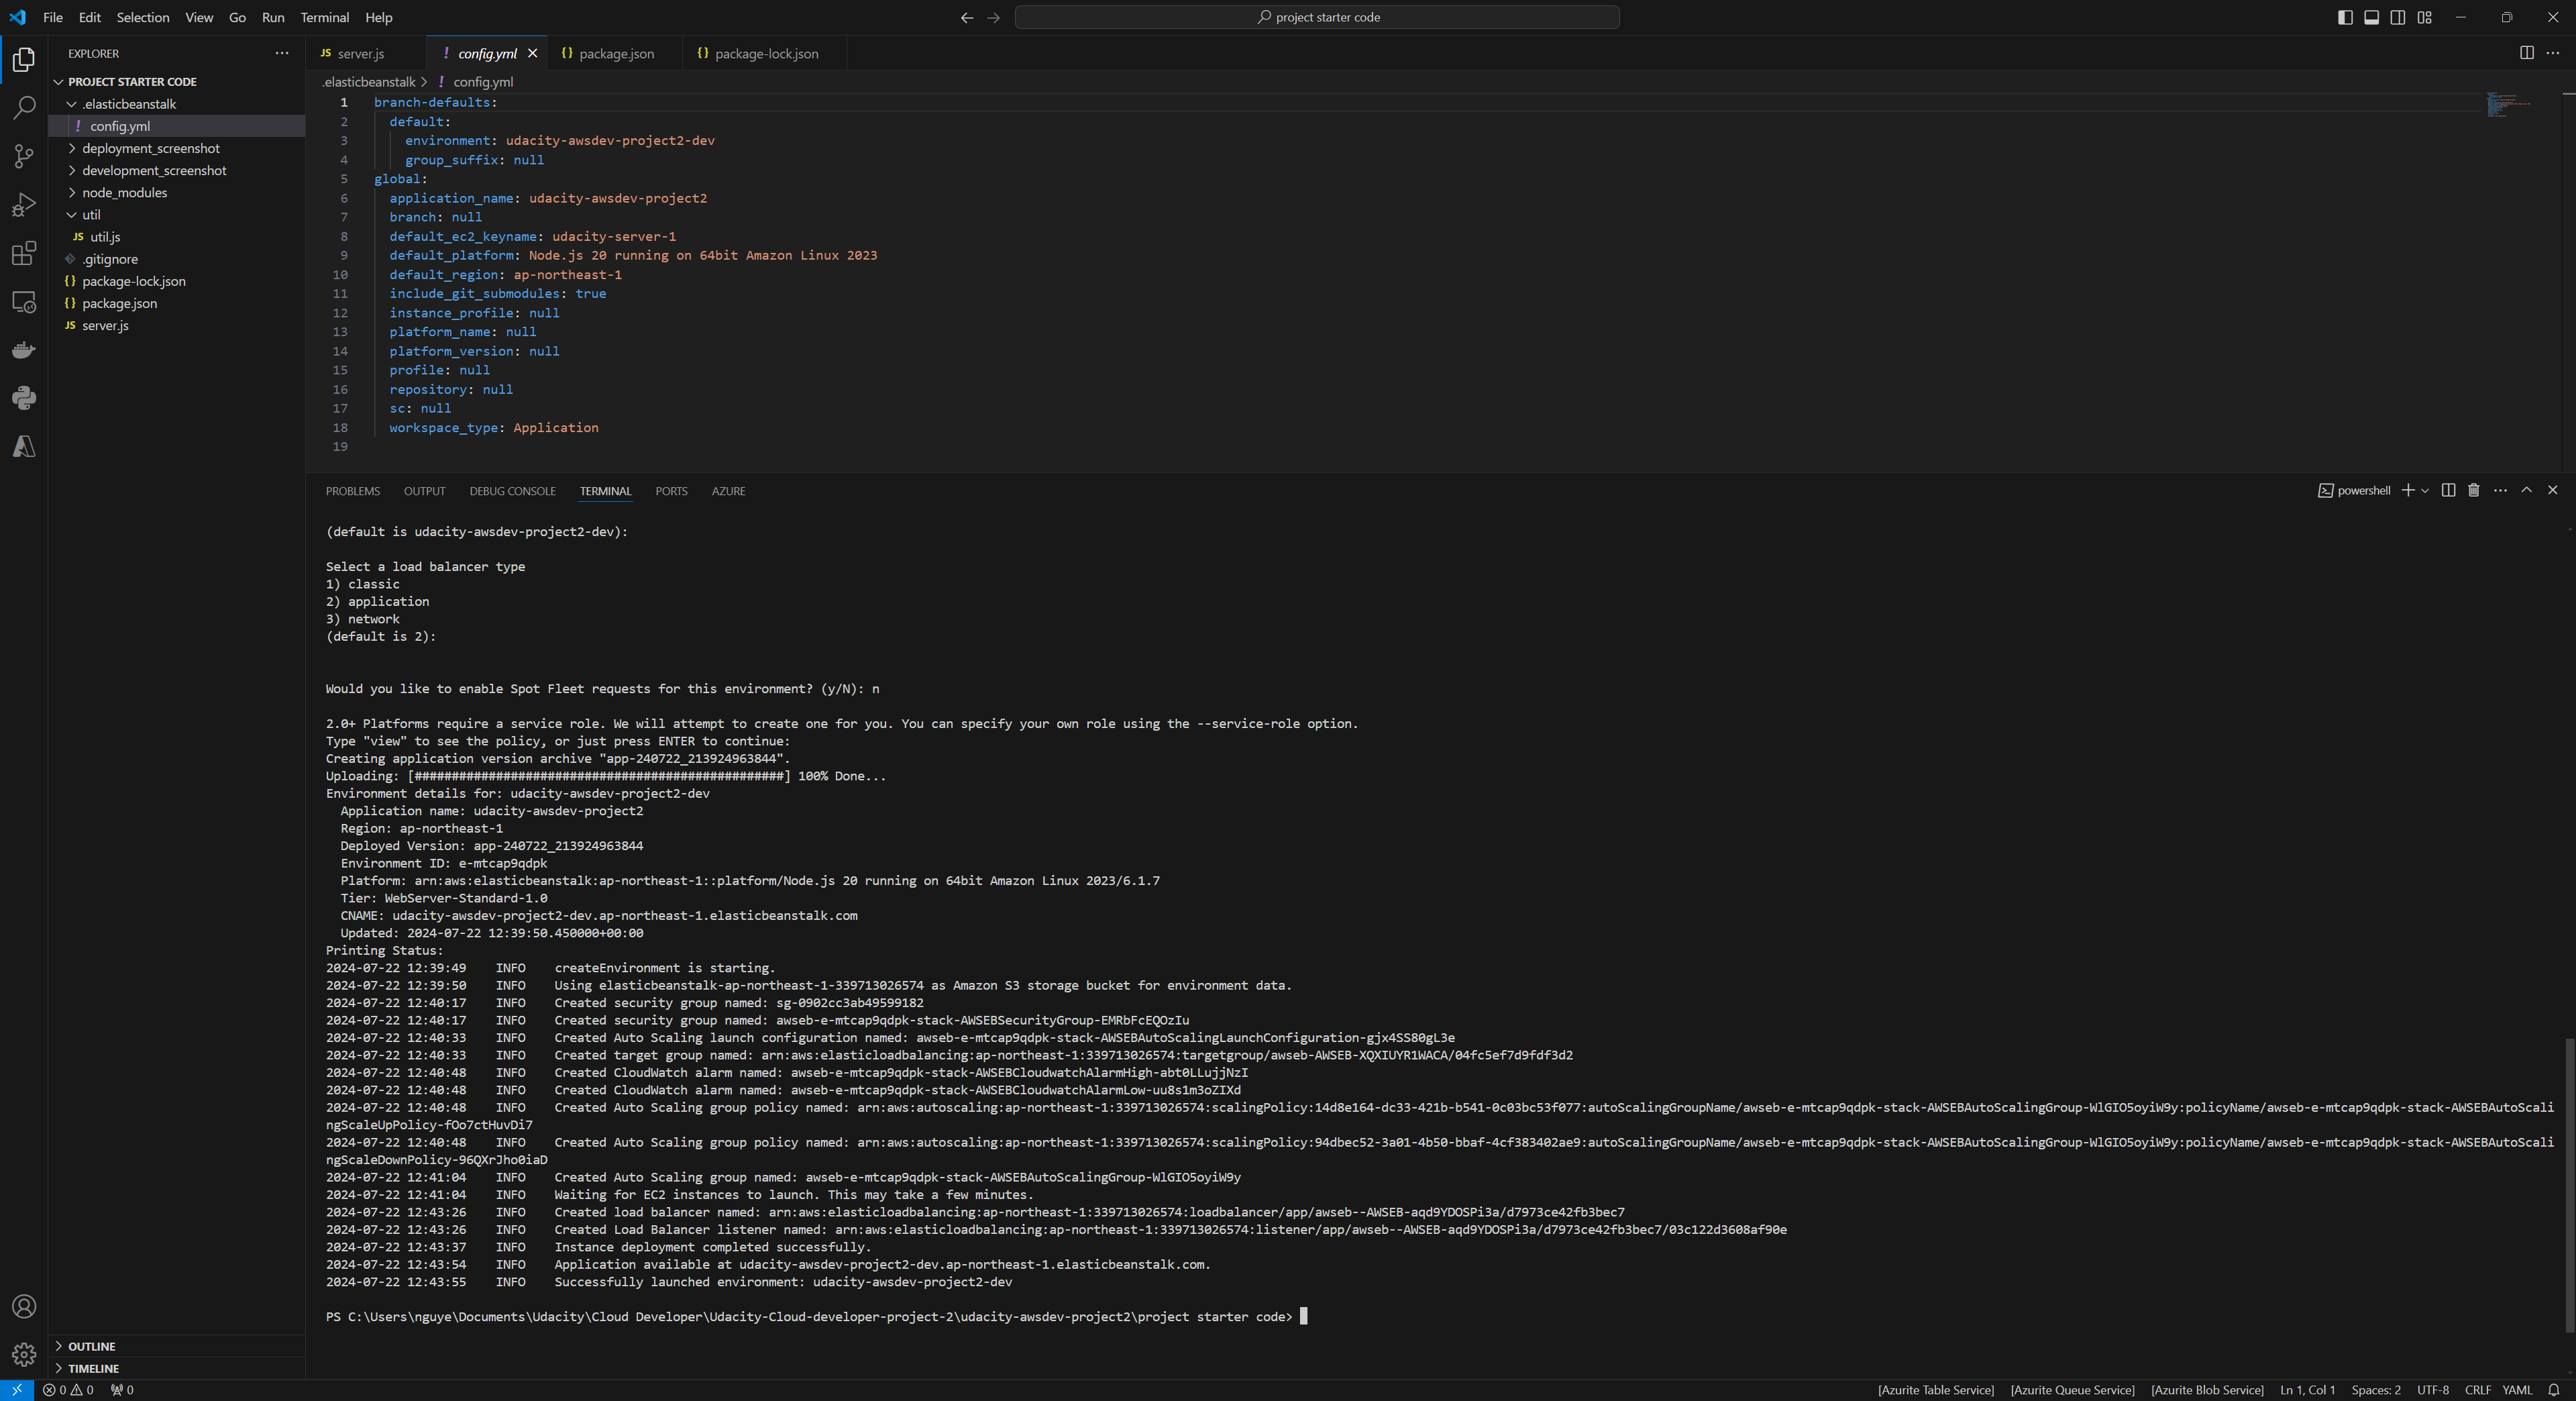 File Edit Selection View Go Run Terminal Help
project starter code
EXPLORER
PROJECT STARTER CODE
.elasticbeanstalk
! config.yml
deployment_screenshot
development_screenshot
node_modules
util
JS util.js
.gitignore
{} package-lock.json
{} package.json
JS server.js
OUTLINE
TIMELINE
JS server.js ! config.yml {} package.json {} package-lock.json
.elasticbeanstalk > ! config.yml
1 branch-defaults:
2 default:
3 environment: udacity-awsdev-project2-dev
4 group_suffix: null
5 global:
6 application_name: udacity-awsdev-project2
7 branch: null
8 default_ec2_keyname: udacity-server-1
9 default_platform: Node.js 20 running on 64bit Amazon Linux 2023
10 default_region: ap-northeast-1
11 include_git_submodules: true
12 instance_profile: null
13 platform_name: null
14 platform_version: null
15 profile: null
16 repository: null
17 sc: null
18 workspace_type: Application
19
PROBLEMS OUTPUT DEBUG CONSOLE TERMINAL PORTS AZURE
powershell
(default is udacity-awsdev-project2-dev):
Select a load balancer type
1) classic
2) application
3) network
(default is 2):
Would you like to enable Spot Fleet requests for this environment? (y/N): n
2.0+ Platforms require a service role. We will attempt to create one for you. You can specify your own role using the --service-role option.
Type "view" to see the policy, or just press ENTER to continue:
Creating application version archive "app-240722_213924963844".
Uploading: [##################################################] 100% Done...
Environment details for: udacity-awsdev-project2-dev
Application name: udacity-awsdev-project2
Region: ap-northeast-1
Deployed Version: app-240722_213924963844
Environment ID: e-mtcap9qdpk
Platform: arn:aws:elasticbeanstalk:ap-northeast-1::platform/Node.js 20 running on 64bit Amazon Linux 2023/6.1.7
Tier: WebServer-Standard-1.0
CNAME: udacity-awsdev-project2-dev.ap-northeast-1.elasticbeanstalk.com
Updated: 2024-07-22 12:39:50.450000+00:00
Printing Status:
2024-07-22 12:39:49 INFO createEnvironment is starting.
2024-07-22 12:39:50 INFO Using elasticbeanstalk-ap-northeast-1-339713026574 as Amazon S3 storage bucket for environment data.
2024-07-22 12:40:17 INFO Created security group named: sg-0902cc3ab49599182
2024-07-22 12:40:17 INFO Created security group named: awseb-e-mtcap9qdpk-stack-AWSEBSecurityGroup-EMRbFcEQOzIu
2024-07-22 12:40:33 INFO Created Auto Scaling launch configuration named: awseb-e-mtcap9qdpk-stack-AWSEBAutoScalingLaunchConfiguration-gjx4SS80gL3e
2024-07-22 12:40:33 INFO Created target group named: arn:aws:elasticloadbalancing:ap-northeast-1:339713026574:targetgroup/awseb-AWSEB-XQXIUYR1WACA/04fc5ef7d9fdf3d2
2024-07-22 12:40:48 INFO Created CloudWatch alarm named: awseb-e-mtcap9qdpk-stack-AWSEBCloudwatchAlarmHigh-abt0LLujjNzI
2024-07-22 12:40:48 INFO Created CloudWatch alarm named: awseb-e-mtcap9qdpk-stack-AWSEBCloudwatchAlarmLow-uu8s1m3oZIXd
2024-07-22 12:40:48 INFO Created Auto Scaling group policy named: arn:aws:autoscaling:ap-northeast-1:339713026574:scalingPolicy:14d8e164-dc33-421b-b541-0c03bc53f077:autoScalingGroupName/awseb-e-mtcap9qdpk-stack-AWSEBAutoScalingGroup-WlGIO5oyiW9y:policyName/awseb-e-mtcap9qdpk-stack-AWSEBAutoScali
ngScaleUpPolicy-fOo7ctHuvDi7
2024-07-22 12:40:48 INFO Created Auto Scaling group policy named: arn:aws:autoscaling:ap-northeast-1:339713026574:scalingPolicy:94dbec52-3a01-4b50-bbaf-4cf383402ae9:autoScalingGroupName/awseb-e-mtcap9qdpk-stack-AWSEBAutoScalingGroup-WlGIO5oyiW9y:policyName/awseb-e-mtcap9qdpk-stack-AWSEBAutoScali
ngScaleDownPolicy-96QXrJho0iaD
2024-07-22 12:41:04 INFO Created Auto Scaling group named: awseb-e-mtcap9qdpk-stack-AWSEBAutoScalingGroup-WlGIO5oyiW9y
2024-07-22 12:41:04 INFO Waiting for EC2 instances to launch. This may take a few minutes.
2024-07-22 12:43:26 INFO Created load balancer named: arn:aws:elasticloadbalancing:ap-northeast-1:339713026574:loadbalancer/app/awseb--AWSEB-aqd9YDOSPi3a/d7973ce42fb3bec7
2024-07-22 12:43:26 INFO Created Load Balancer listener named: arn:aws:elasticloadbalancing:ap-northeast-1:339713026574:listener/app/awseb--AWSEB-aqd9YDOSPi3a/d7973ce42fb3bec7/03c122d3608af90e
2024-07-22 12:43:37 INFO Instance deployment completed successfully.
2024-07-22 12:43:54 INFO Application available at udacity-awsdev-project2-dev.ap-northeast-1.elasticbeanstalk.com.
2024-07-22 12:43:55 INFO Successfully launched environment: udacity-awsdev-project2-dev
PS C:\Users\nguye\Documents\Udacity\Cloud Developer\Udacity-Cloud-developer-project-2\udacity-awsdev-project2\project starter code>
0 0 0 [Azurite Table Service] [Azurite Queue Service] [Azurite Blob Service] Ln 1, Col 1 Spaces: 2 UTF-8 CRLF YAML